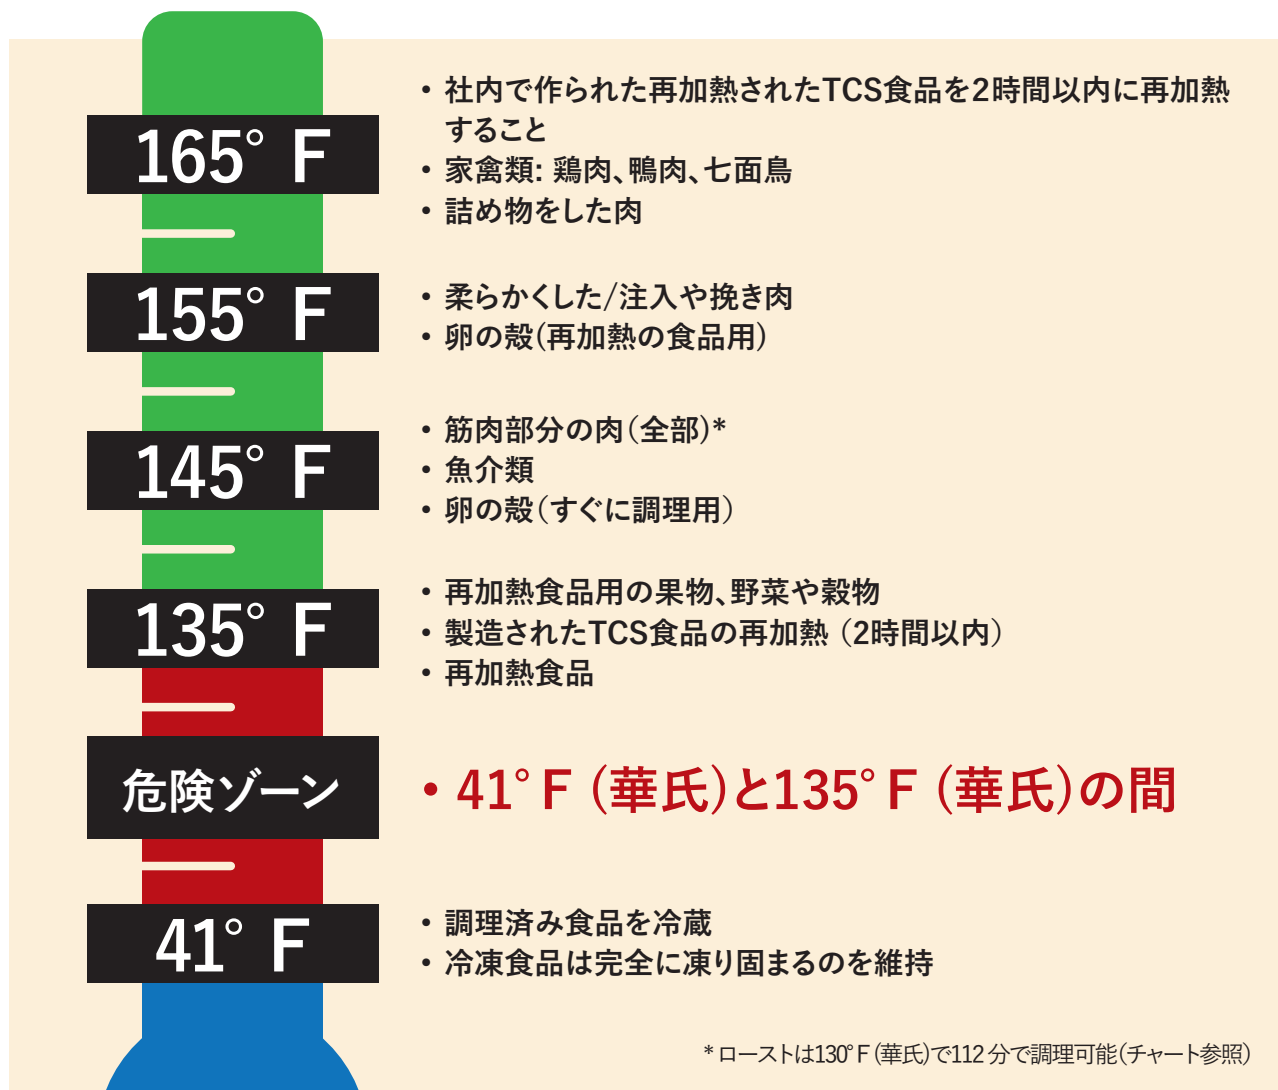 165° F
・社内で作られた再加熱されたTCS食品を2時間以内に再加熱
すること
・家禽類: 鶏肉、鴨肉、七面鳥
・詰め物をした肉
155° F
・柔らかくした/注入や挽き肉
・卵の殻(再加熱の食品用)
145° F
・筋肉部分の肉(全部)*
・魚介類
・卵の殻(すぐに調理用)
135° F
・再加熱食品用の果物、野菜や穀物
・製造されたTCS食品の再加熱 (2時間以内)
・再加熱食品
危険ゾーン
・41° F (華氏)と135° F (華氏)の間
41° F
・調理済み食品を冷蔵
・冷凍食品は完全に凍り固まるのを維持
* ローストは130° F (華氏)で112 分で調理可能(チャート参照)